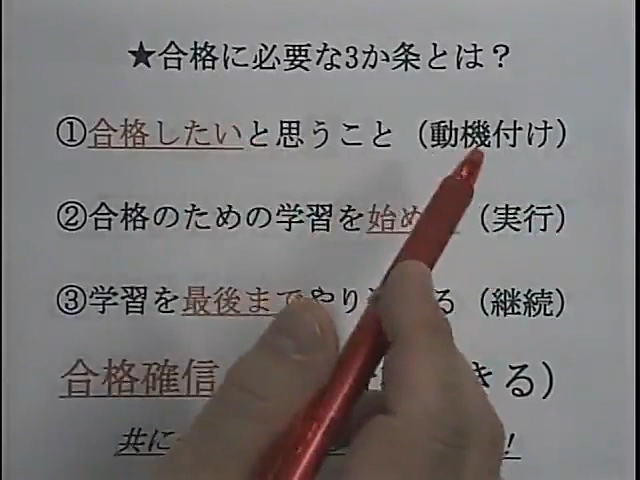 ★合格に必要な3か条とは？
①合格したいと思うこと（動機付け）
②合格のための学習を始め （実行）
③学習を最後までやり る（継続）
合格確信 きる）
共に !